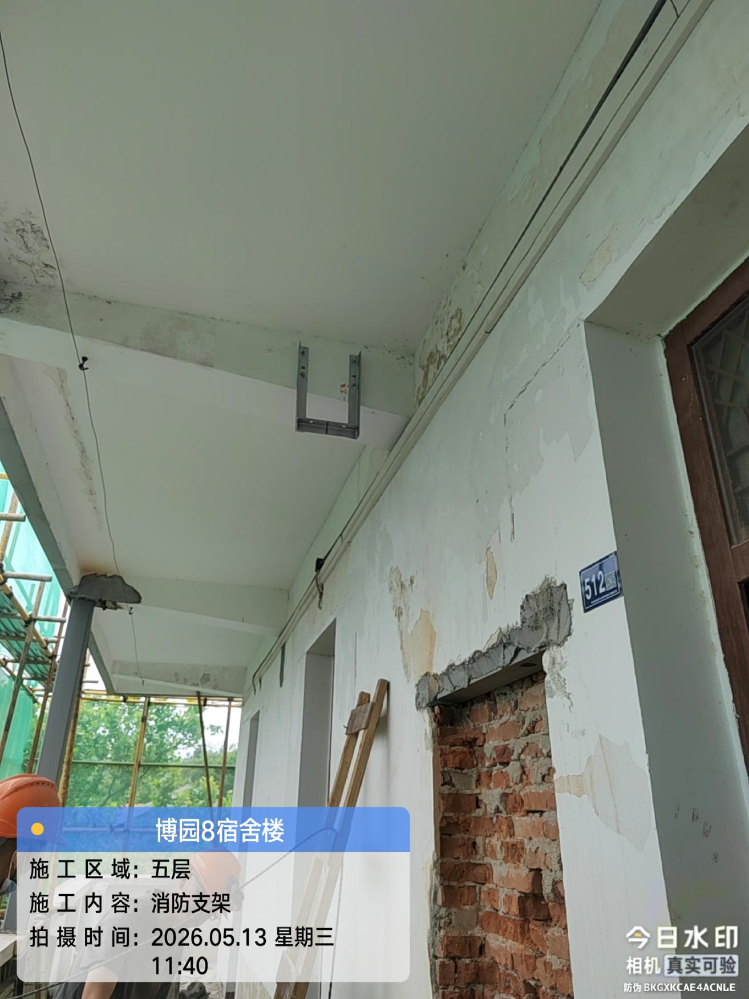 512
博园8宿舍楼
施工区域：五层
施工内容：消防支架
拍摄时间：2026.05.13 星期三
11:40
今日水印
相机 真实可验
防伪 BKGXKCAE4ACNLE